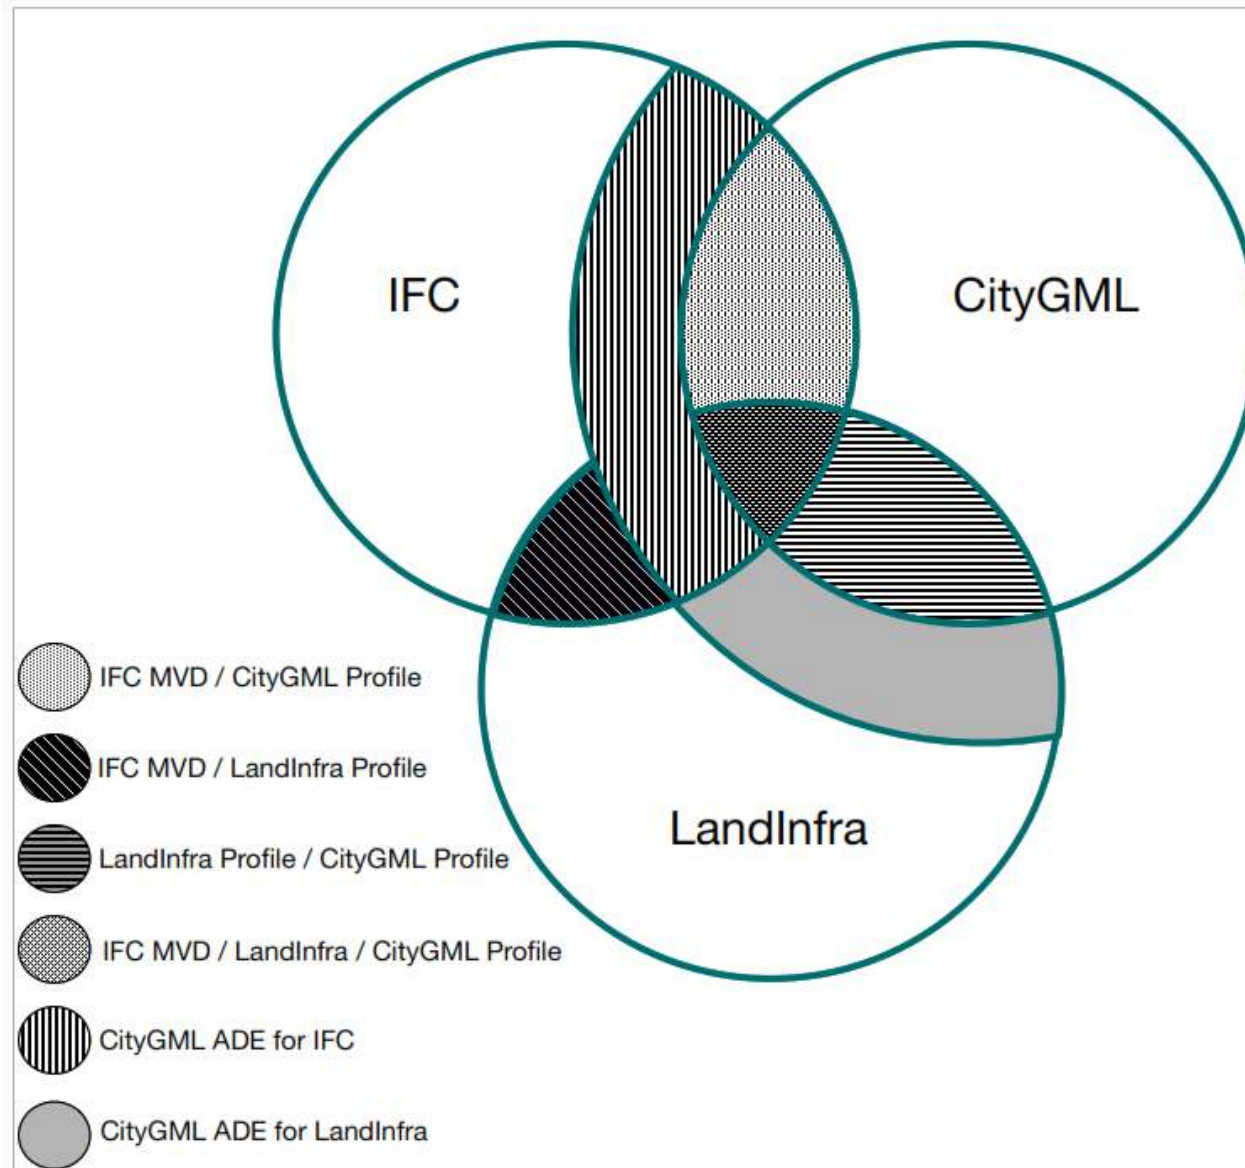 IFC
CityGML
LandInfra
IFC MVD / CityGML Profile
IFC MVD / LandInfra Profile
LandInfra Profile / CityGML Profile
IFC MVD / LandInfra / CityGML Profile
CityGML ADE for IFC
CityGML ADE for LandInfra